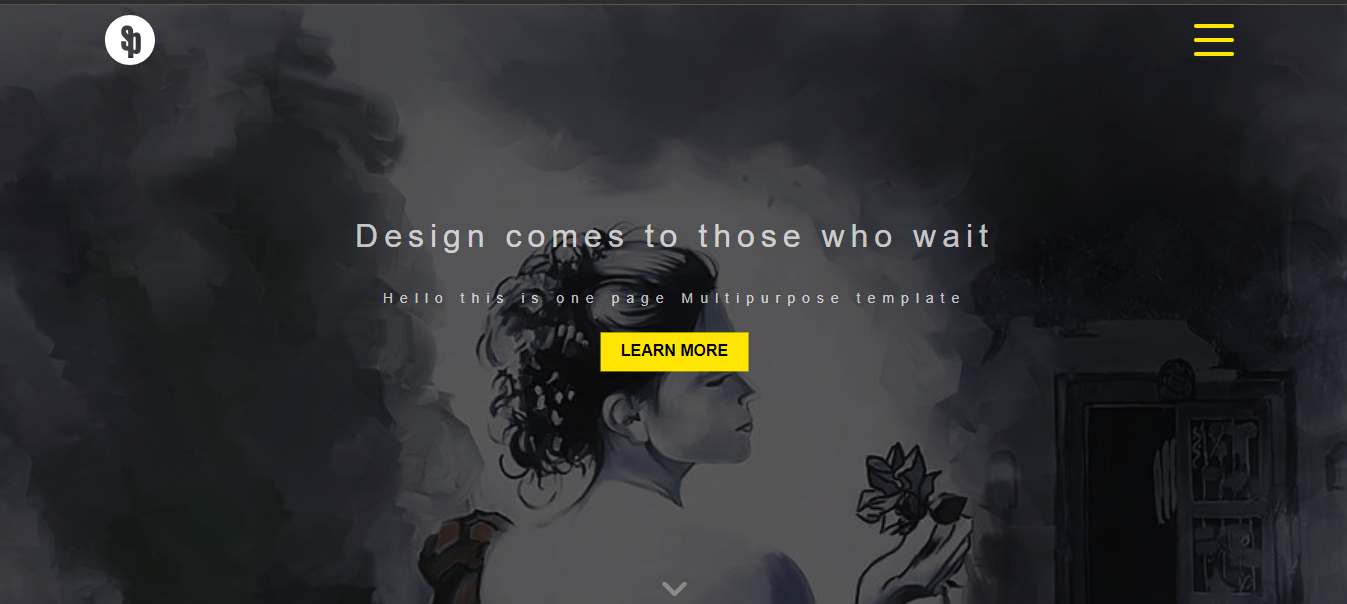 Sp
Design comes to those who wait
Hello this is one page Multipurpose template
LEARN MORE